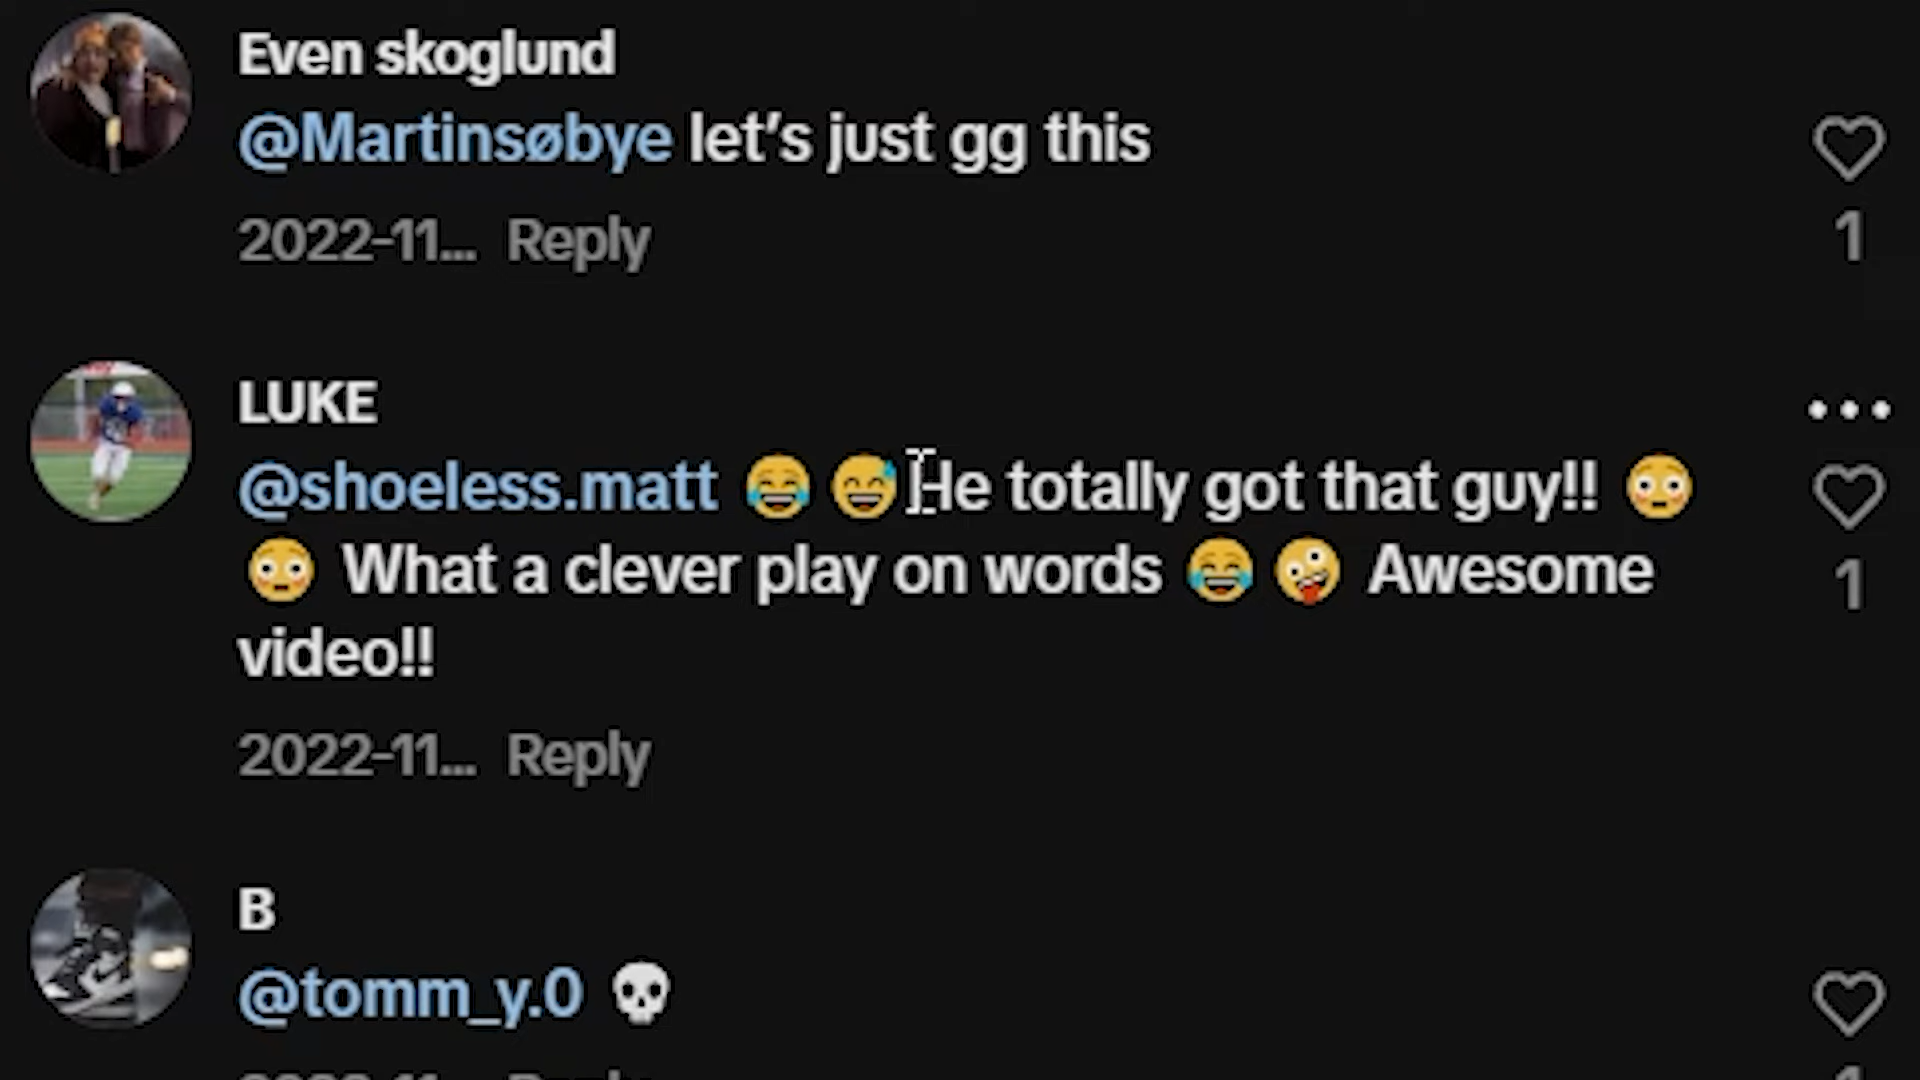 Even skoglund
@Martinsøbye let's just gg this
2022-11... Reply
1
LUKE
@shoeless.matt 😂😅He totally got that guy!! 😳
😳 What a clever play on words 😂🤪 Awesome
video!!
1
2022-11... Reply
B
@tomm_y.0 💀